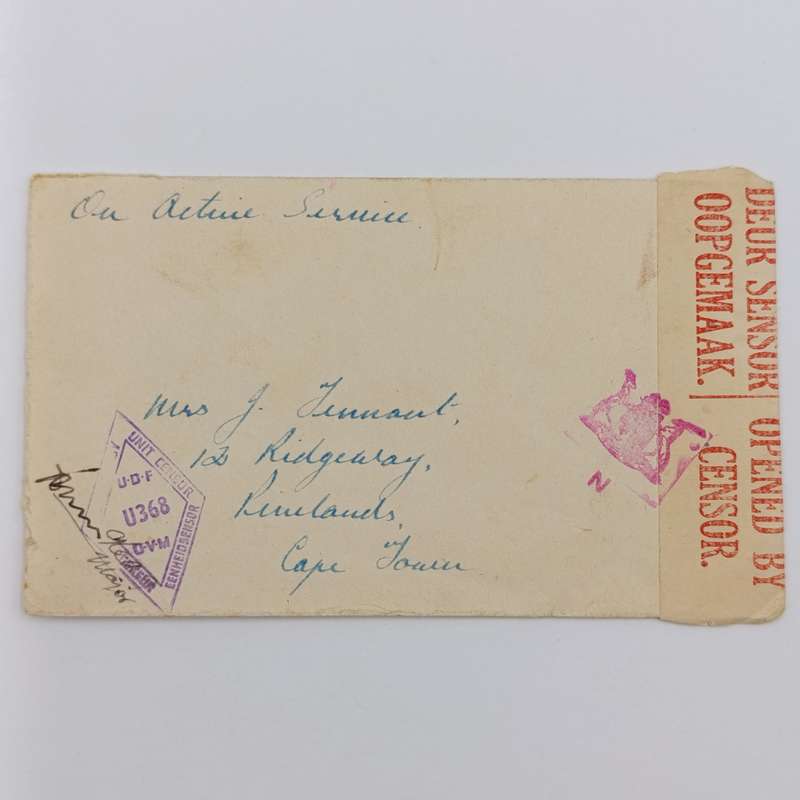 On Active Service.
Mrs J. Tennant,
12 Ridgeway,
Pinelands,
Cape Town
UNIT CENSOR
U·D·F
U368
U·V·M
EENHEIDSENSOR
Major
N
DEUR SENSOR
OOPGEMAAK.
OPENED BY
CENSOR.